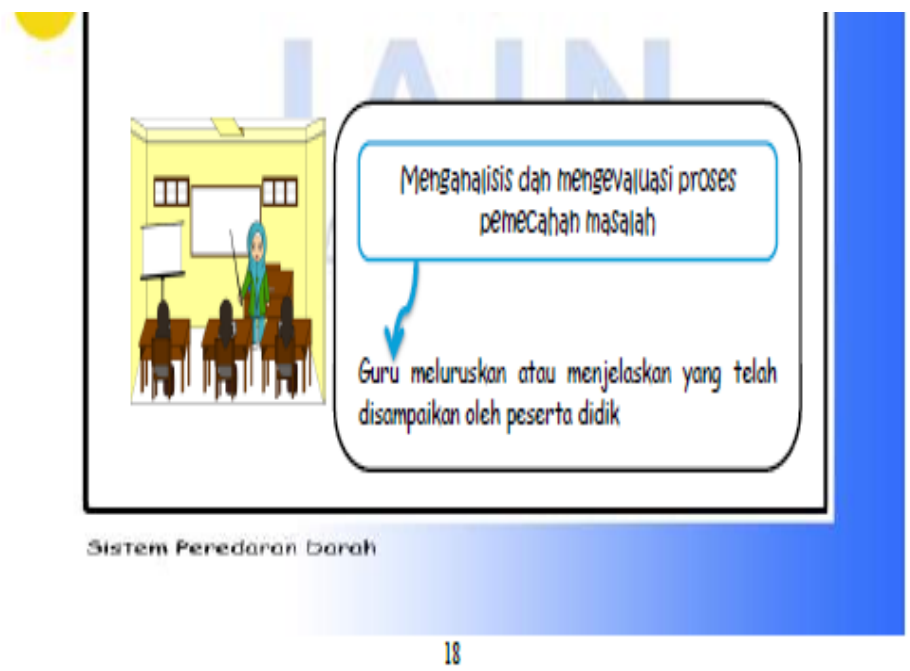 IAIN
Menganalisis dan mengevaluasi proses
pemecahan masalah
Guru meluruskan atau menjelaskan yang telah
disampaikan oleh peserta didik
Sistem Peredaran Darah
18